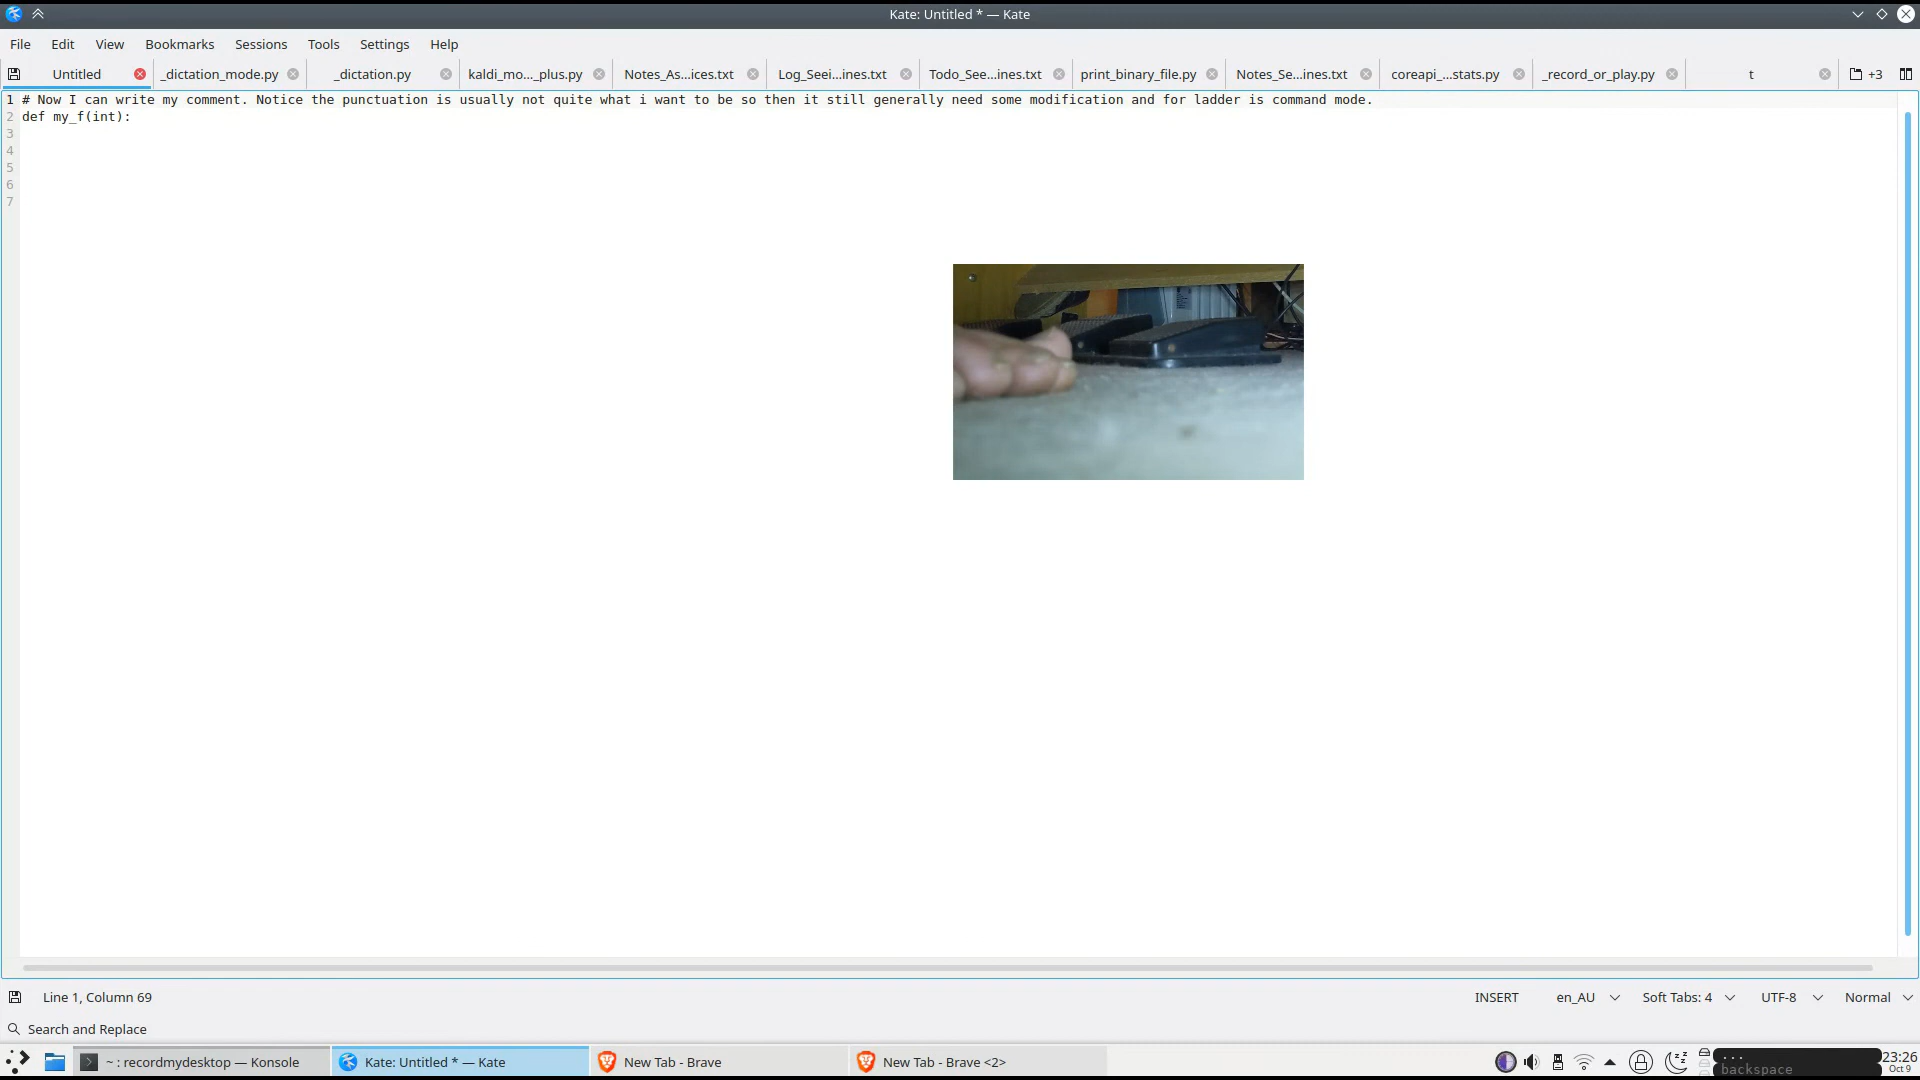 Kate: Untitled * — Kate
File Edit View Bookmarks Sessions Tools Settings Help
Untitled _dictation_mode.py _dictation.py kaldi_mo..._plus.py Notes_As...ices.txt Log_Seei...ines.txt Todo_See...ines.txt print_binary_file.py Notes_Se...ines.txt coreapi_...stats.py _record_or_play.py t +3
1 # Now I can write my comment. Notice the punctuation is usually not quite what i want to be so then it still generally need some modification and for ladder is command mode.
2 def my_f(int):
3
4
5
6
7
Line 1, Column 69 INSERT en_AU Soft Tabs: 4 UTF-8 Normal
Search and Replace
~ : recordmydesktop — Konsole Kate: Untitled * — Kate New Tab - Brave New Tab - Brave <2> ... 23:26
backspace Oct 9